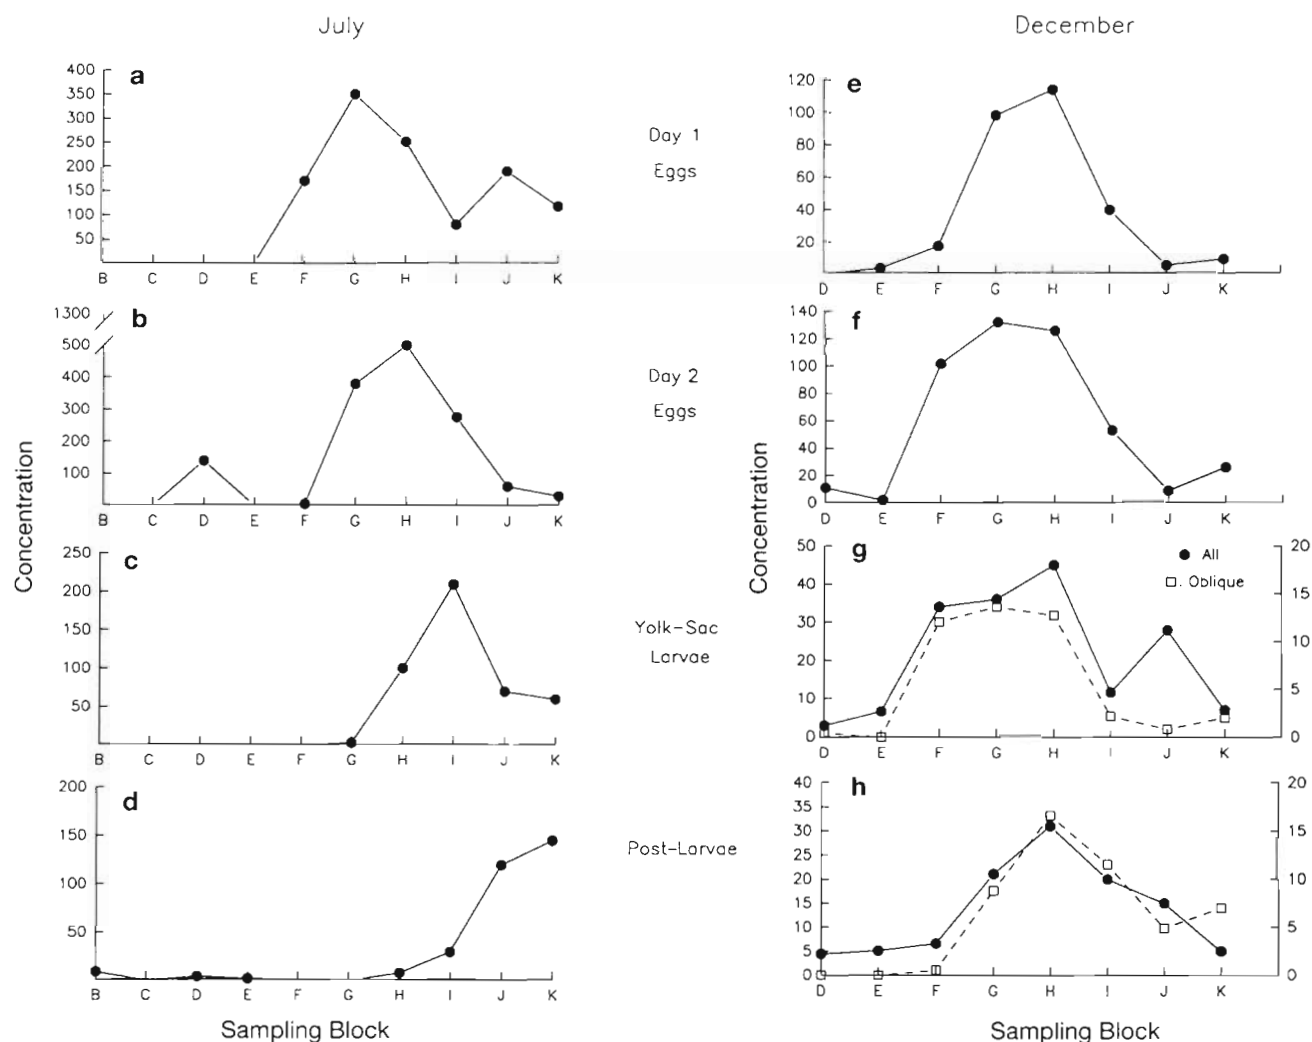 July
December
a
400
350
300
250
200
150
100
50
B C D E F G H I J K
Day 1
Eggs
e
120
100
80
60
40
20
D E F G H I J K
b
1300
500
400
300
200
100
B C D E F G H I J K
Day 2
Eggs
f
140
120
100
80
60
40
20
0
D E F G H I J K
Concentration
Concentration
c
250
200
150
100
50
B C D E F G H I J K
Yolk-Sac
Larvae
g
All
Oblique
50
40
30
20
10
0
20
15
10
5
0
D E F G H I J K
d
200
150
100
50
B C D E F G H I J K
Post-Larvae
h
40
35
30
25
20
15
10
5
0
20
15
10
5
0
D E F G H I J K
Sampling Block
Sampling Block